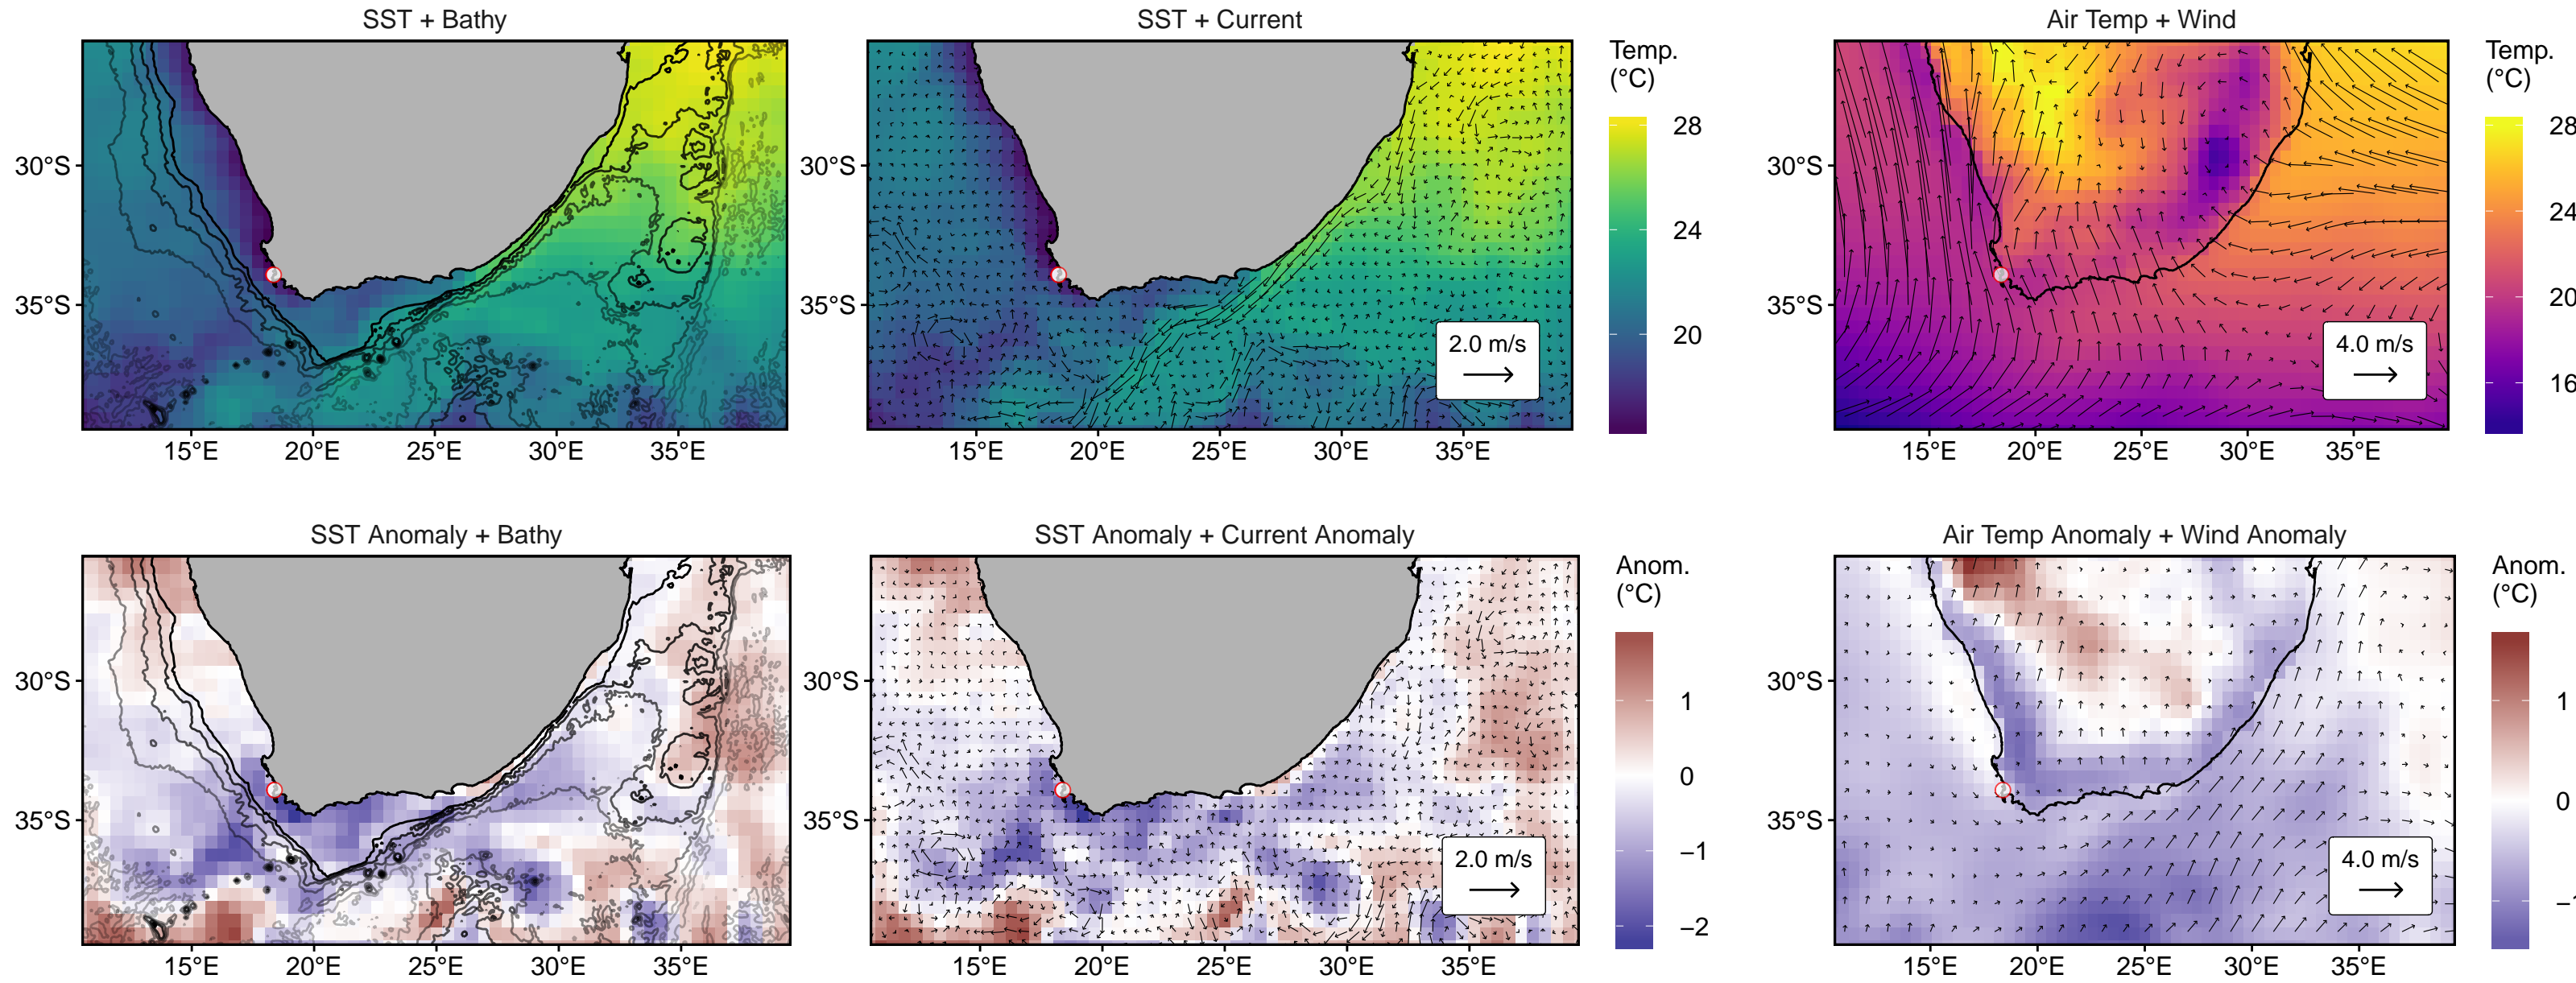 SST + Bathy
SST + Current
Air Temp + Wind
30°S
35°S
15°E 20°E 25°E 30°E 35°E
30°S
35°S
2.0 m/s
15°E 20°E 25°E 30°E 35°E
Temp.
(°C)
28
24
20
30°S
35°S
4.0 m/s
15°E 20°E 25°E 30°E 35°E
Temp.
(°C)
28
24
20
16
SST Anomaly + Bathy
SST Anomaly + Current Anomaly
Air Temp Anomaly + Wind Anomaly
30°S
35°S
15°E 20°E 25°E 30°E 35°E
30°S
35°S
2.0 m/s
15°E 20°E 25°E 30°E 35°E
Anom.
(°C)
1
0
−1
−2
30°S
35°S
4.0 m/s
15°E 20°E 25°E 30°E 35°E
Anom.
(°C)
1
0